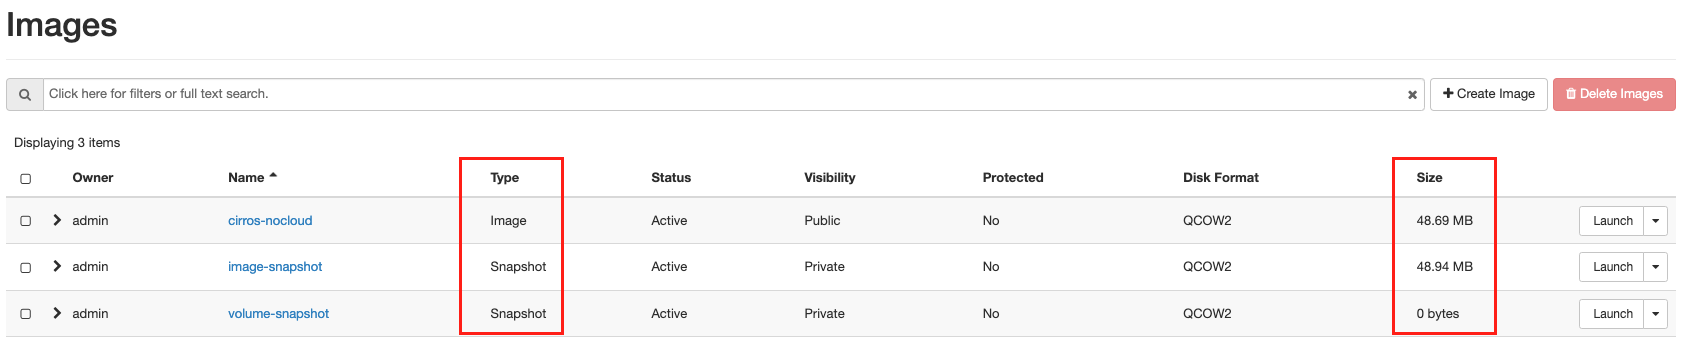 Images
Click here for filters or full text search. + Create Image Delete Images
Displaying 3 items
Owner Name Type Status Visibility Protected Disk Format Size
admin cirros-nocloud Image Active Public No QCOW2 48.69 MB Launch
admin image-snapshot Snapshot Active Private No QCOW2 48.94 MB Launch
admin volume-snapshot Snapshot Active Private No QCOW2 0 bytes Launch